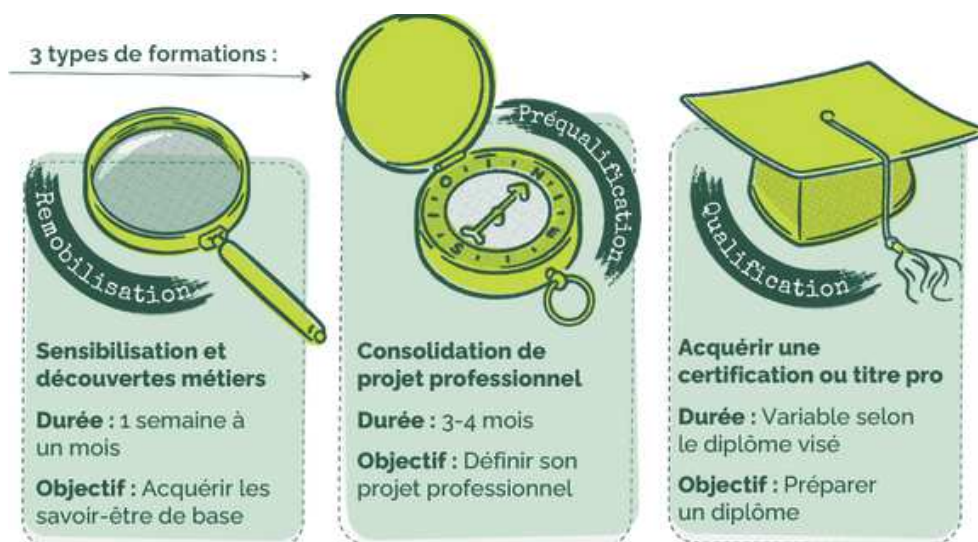 3 types de formations :
Remobilisation
Sensibilisation et
découvertes métiers
Durée : 1 semaine à
un mois
Objectif : Acquérir les
savoir-être de base
Préqualification
N
E
S
O
Consolidation de
projet professionnel
Durée : 3-4 mois
Objectif : Définir son
projet professionnel
Qualification
Acquérir une
certification ou titre pro
Durée : Variable selon
le diplôme visé
Objectif : Préparer
un diplôme